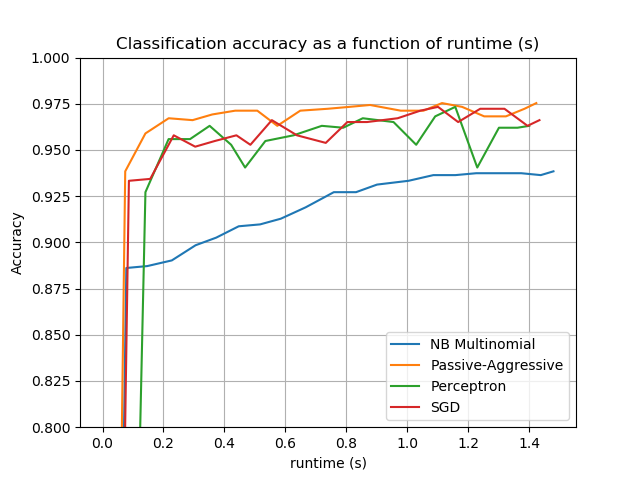 Classification accuracy as a function of runtime (s)
1.000
0.975
0.950
0.925
0.900
0.875
0.850
0.825
0.800
Accuracy
NB Multinomial
Passive-Aggressive
Perceptron
SGD
0.0 0.2 0.4 0.6 0.8 1.0 1.2 1.4
runtime (s)